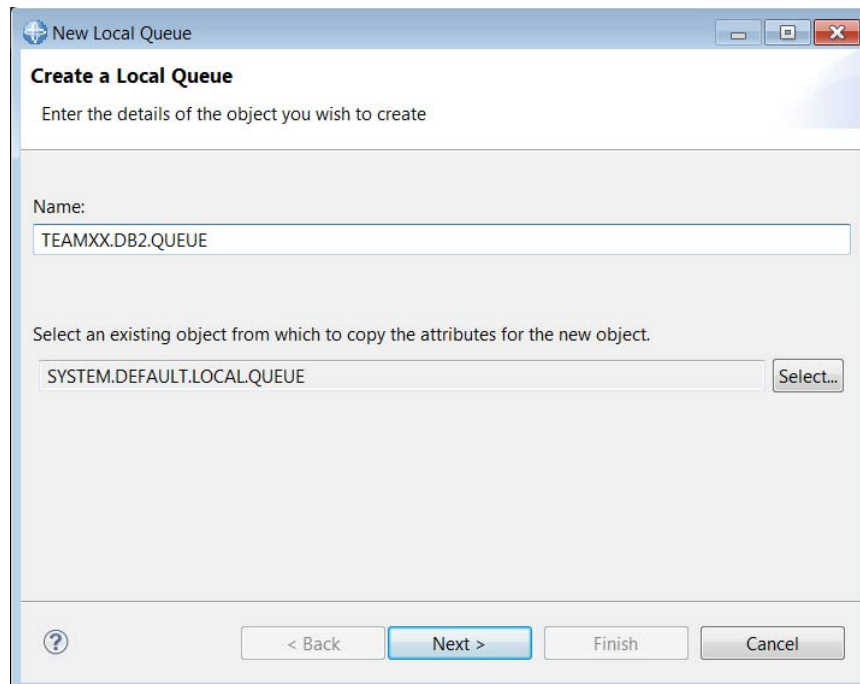 New Local Queue
Create a Local Queue
Enter the details of the object you wish to create
Name:
TEAMXX.DB2.QUEUE
Select an existing object from which to copy the attributes for the new object.
SYSTEM.DEFAULT.LOCAL.QUEUE
Select...
?
< Back Next > Finish Cancel